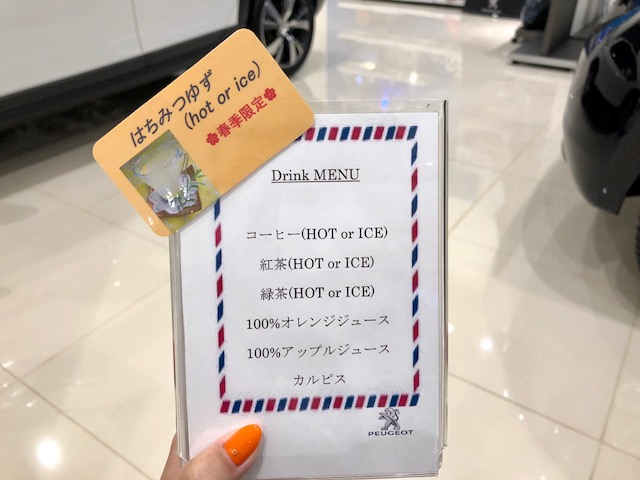 はちみつゆず
(hot or ice)
✿春季限定✿
Drink MENU
コーヒー(HOT or ICE)
紅茶(HOT or ICE)
緑茶(HOT or ICE)
100%オレンジジュース
100%アップルジュース
カルピス
PEUGEOT